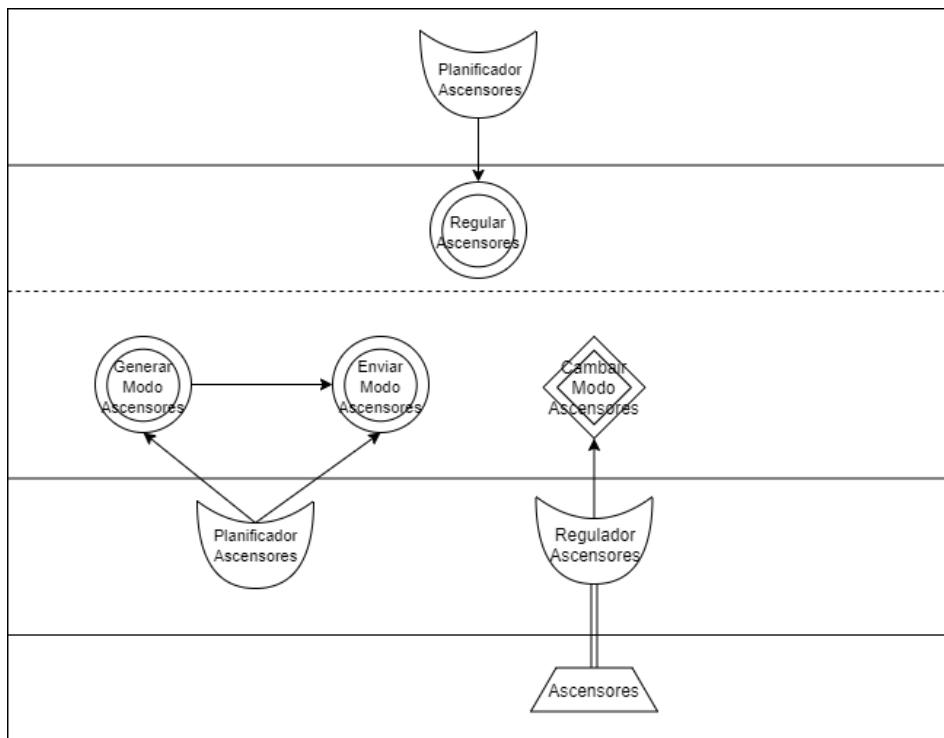 Planificador
Ascensores
Regular
Ascensores
Generar
Modo
Ascensores
Enviar
Modo
Ascensores
Cambair
Modo
Ascensores
Planificador
Ascensores
Regulador
Ascensores
Ascensores